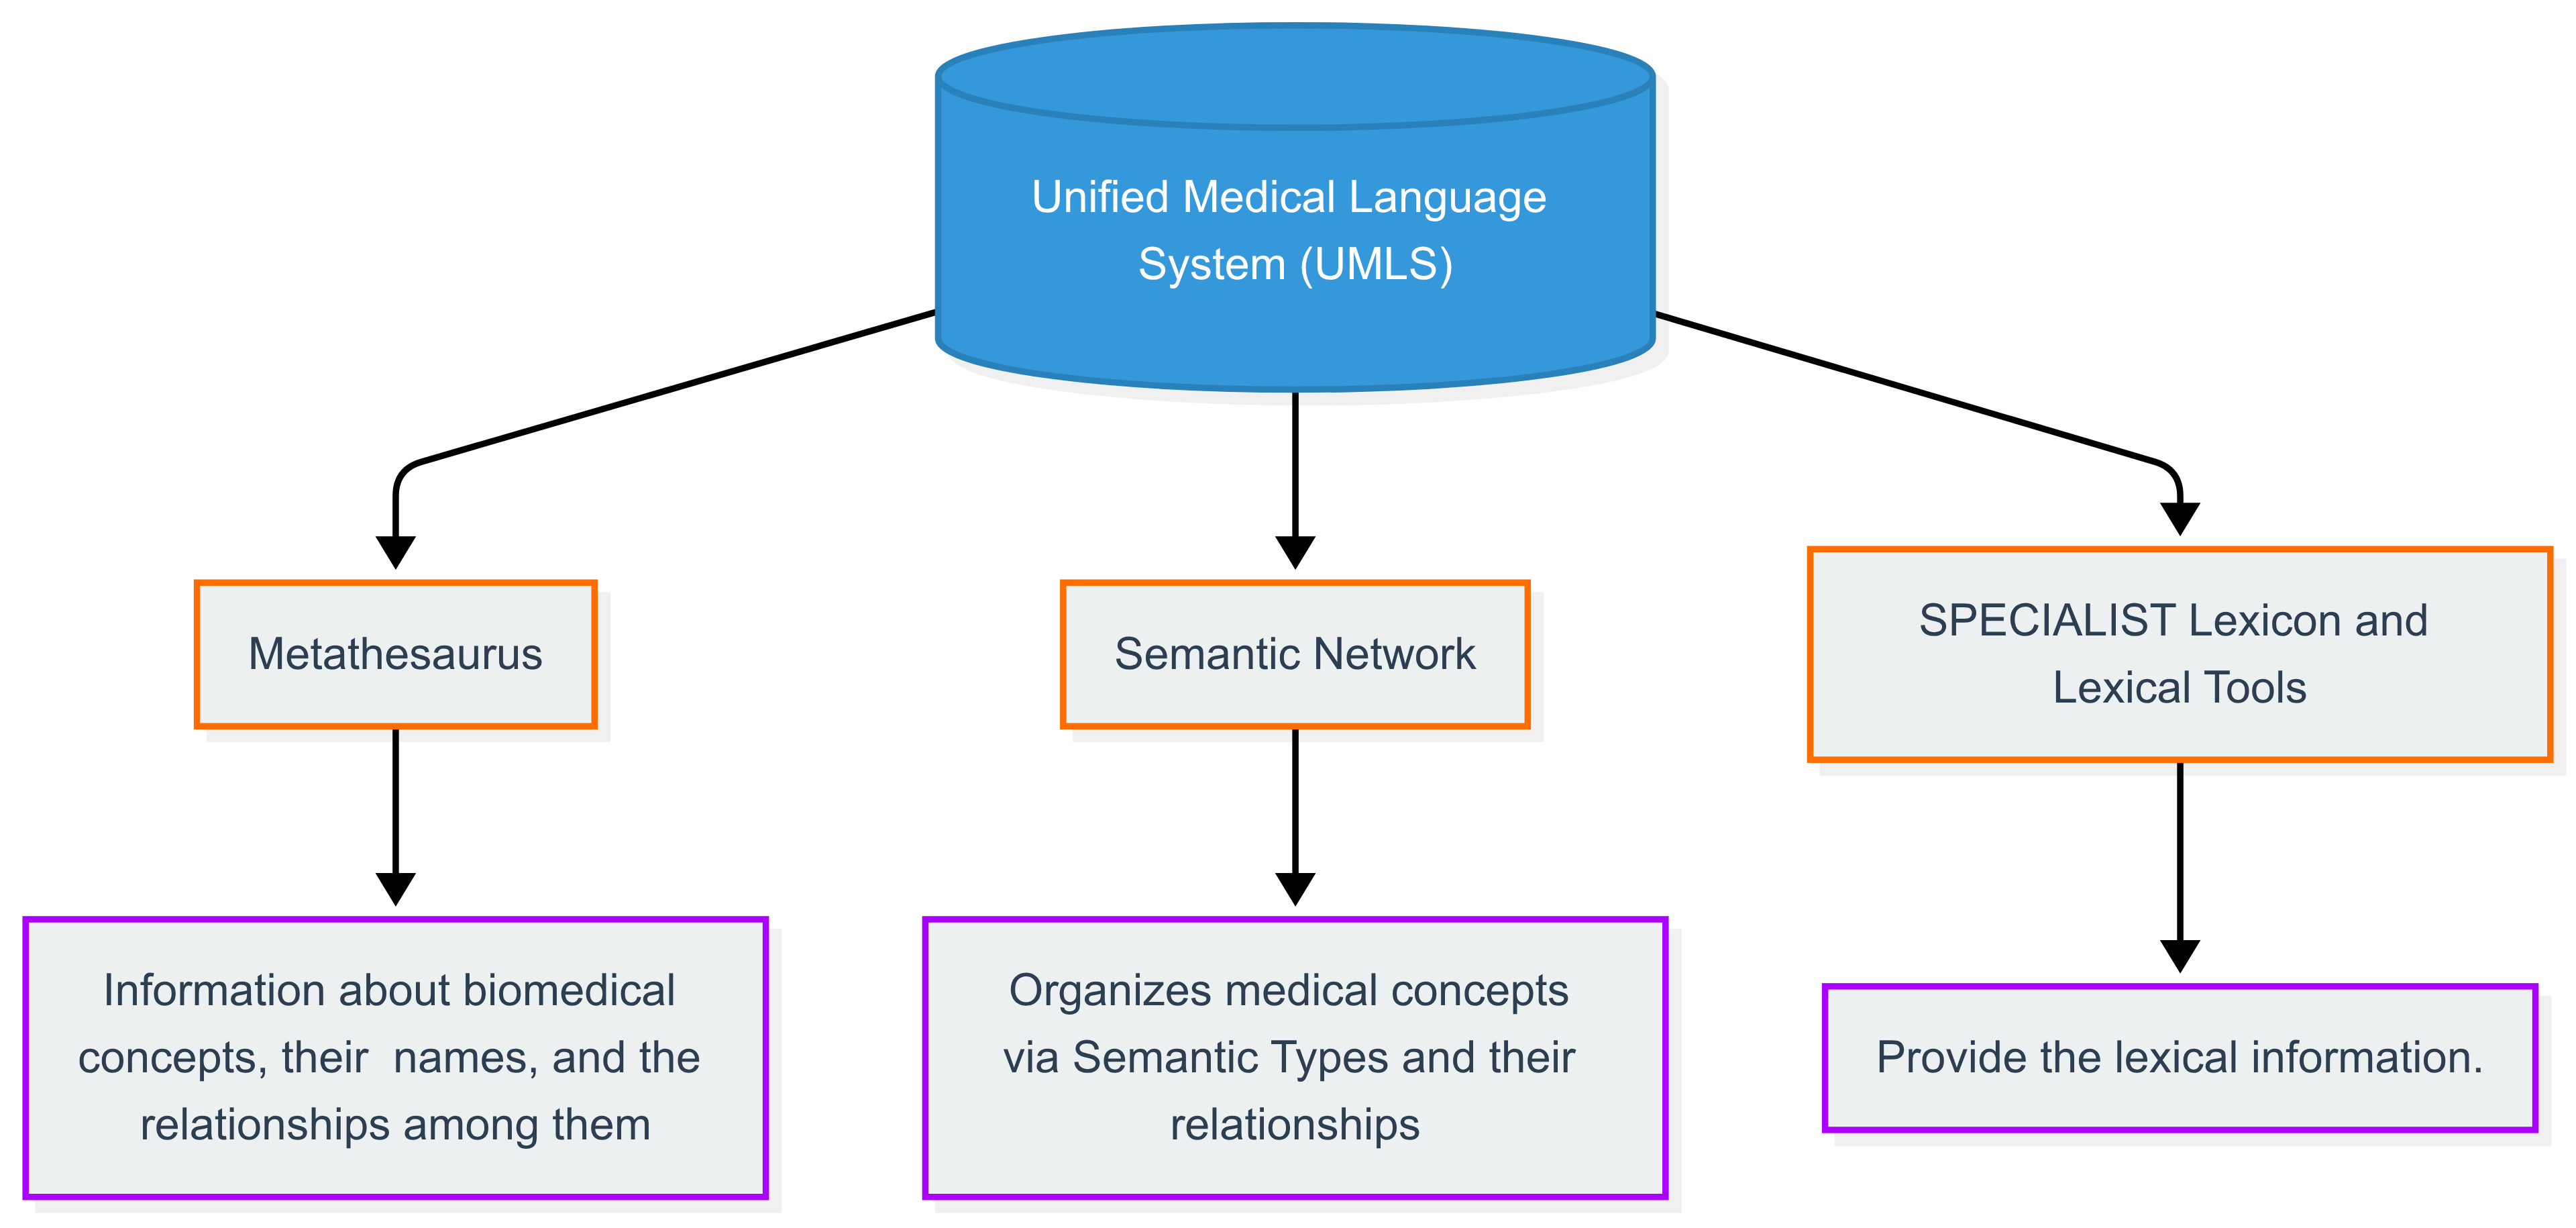 Unified Medical Language
System (UMLS)
Metathesaurus
Semantic Network
SPECIALIST Lexicon and
Lexical Tools
Information about biomedical
concepts, their  names, and the
relationships among them
Organizes medical concepts
via Semantic Types and their
relationships
Provide the lexical information.